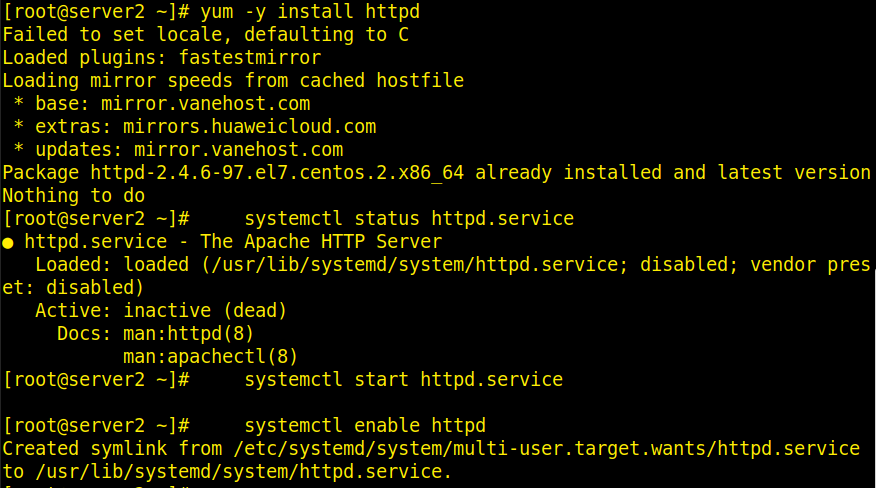 [root@server2 ~]# yum -y install httpd
Failed to set locale, defaulting to C
Loaded plugins: fastestmirror
Loading mirror speeds from cached hostfile
 * base: mirror.vanehost.com
 * extras: mirrors.huaweicloud.com
 * updates: mirror.vanehost.com
Package httpd-2.4.6-97.el7.centos.2.x86_64 already installed and latest version
Nothing to do
[root@server2 ~]#     systemctl status httpd.service
● httpd.service - The Apache HTTP Server
   Loaded: loaded (/usr/lib/systemd/system/httpd.service; disabled; vendor pres
et: disabled)
   Active: inactive (dead)
     Docs: man:httpd(8)
           man:apachectl(8)
[root@server2 ~]#     systemctl start httpd.service
[root@server2 ~]#     systemctl enable httpd
Created symlink from /etc/systemd/system/multi-user.target.wants/httpd.service
to /usr/lib/systemd/system/httpd.service.
[root@server2 ~]#